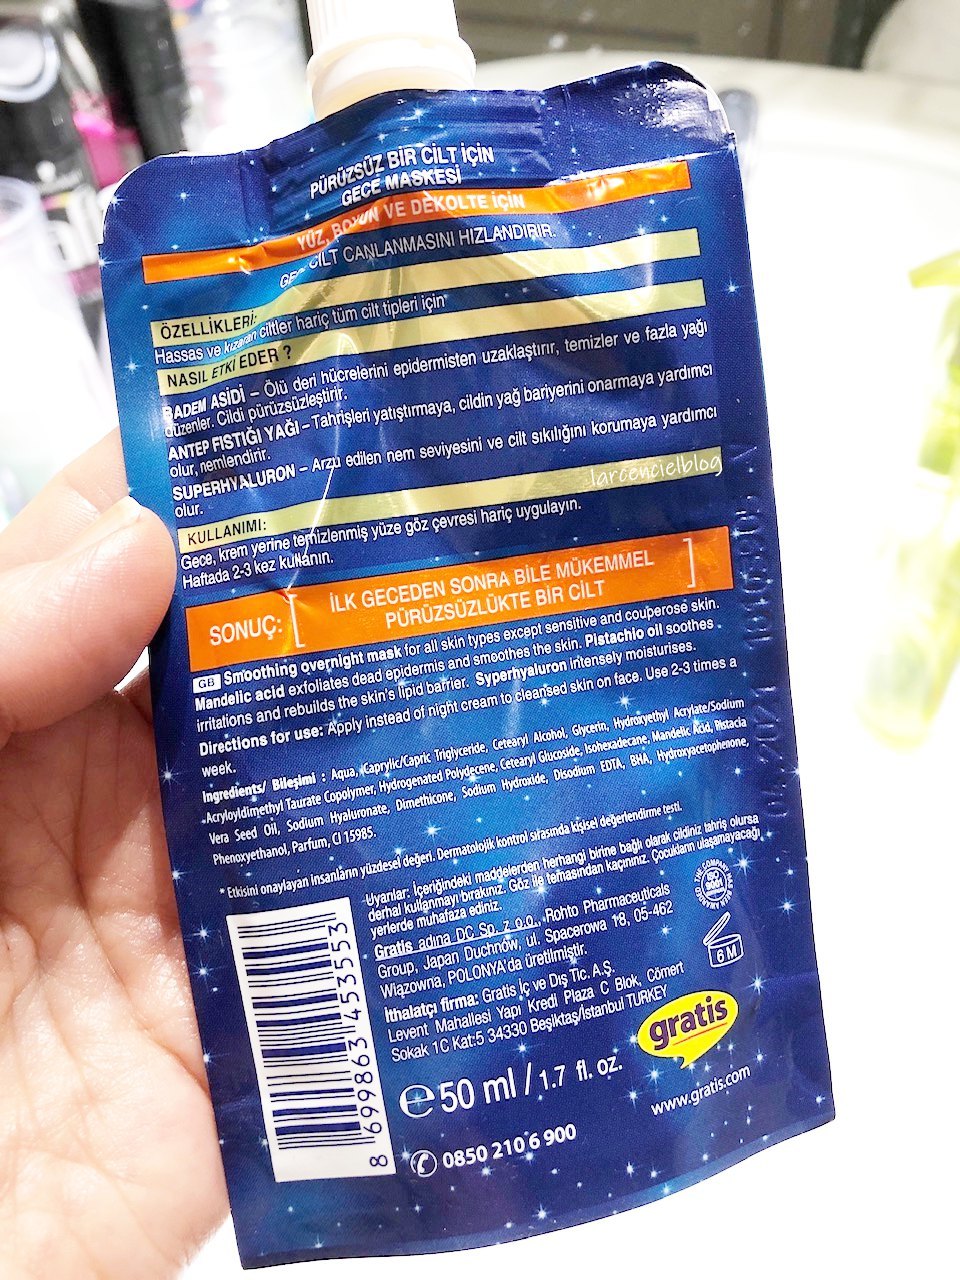 PÜRÜZSÜZ BİR CİLT İÇİN
GECE MASKESİ
YÜZ, BOYUN VE DEKOLTE İÇİN
CİLT CANLANMASINI HIZLANDIRIR.
ÖZELLİKLERİ:
Hassas ve kızaran ciltler hariç tüm cilt tipleri için*
NASIL ETKİ EDER ?
BADEM ASİDİ – Ölü deri hücrelerini epidermisten uzaklaştırır, temizler ve fazla yağı
düzenler. Cildi pürüzsüzleştirir.
ANTEP FISTIĞI YAĞI – Tahrişleri yatıştırmaya, cildin yağ bariyerini onarmaya yardımcı
olur, nemlendirir.
SUPERHYALURON – Arzu edilen nem seviyesini ve cilt sıkılığını korumaya yardımcı
olur.
larcencielblog
KULLANIMI:
Gece, krem yerine temizlenmiş yüze göz çevresi hariç uygulayın.
Haftada 2-3 kez kullanın.
SONUÇ: [ İLK GECEDEN SONRA BİLE MÜKEMMEL ]
PÜRÜZSÜZLÜKTE BİR CİLT
GB Smoothing overnight mask for all skin types except sensitive and couperose skin.
Mandelic acid exfoliates dead epidermis and smoothes the skin. Pistachio oil soothes
irritations and rebuilds the skin's lipid barrier. Superhyaluron intensely moisturises.
Directions for use: Apply instead of night cream to cleansed skin on face. Use 2-3 times a
week.
Ingredients/ Bileşimi : Aqua, Caprylic/Capric Triglyceride, Cetearyl Alcohol, Glycerin, Hydroxyethyl Acrylate/Sodium
Acryloyldimethyl Taurate Copolymer, Hydrogenated Polydecene, Cetearyl Glucoside, Isohexadecane, Mandelic Acid, Pistacia
Vera Seed Oil, Sodium Hyaluronate, Dimethicone, Sodium Hydroxide, Disodium EDTA, BHA, Hydroxyacetophenone,
Phenoxyethanol, Parfum, CI 15985.
* Etkisini onaylayan insanların yüzdesel değeri. Dermatolojik kontrol sırasında kişisel değerlendirme testi.
Uyarılar: İçeriğindeki maddelerden herhangi birine bağlı olarak cildiniz tahriş olursa
derhal kullanmayı bırakınız. Göz ile temasından kaçınınız. Çocukların ulaşamayacağı
yerlerde muhafaza ediniz.
Gratis adına DC Sp. z o.o., Rohto Pharmaceuticals
Group, Japan Duchnów, ul. Spacerowa 18, 05-462
Wiązowna, POLONYA'da üretilmiştir.
ISO 9001
6 M
İthalatçı firma: Gratis İç ve Dış Tic. A.Ş.
Levent Mahallesi Yapı Kredi Plaza C Blok, Cömert
Sokak 1C Kat:5 34330 Beşiktaş/İstanbul TURKEY
gratis
℮ 50 ml / 1.7 fl. oz.
www.gratis.com
0850 210 6 900
8 699863 453553